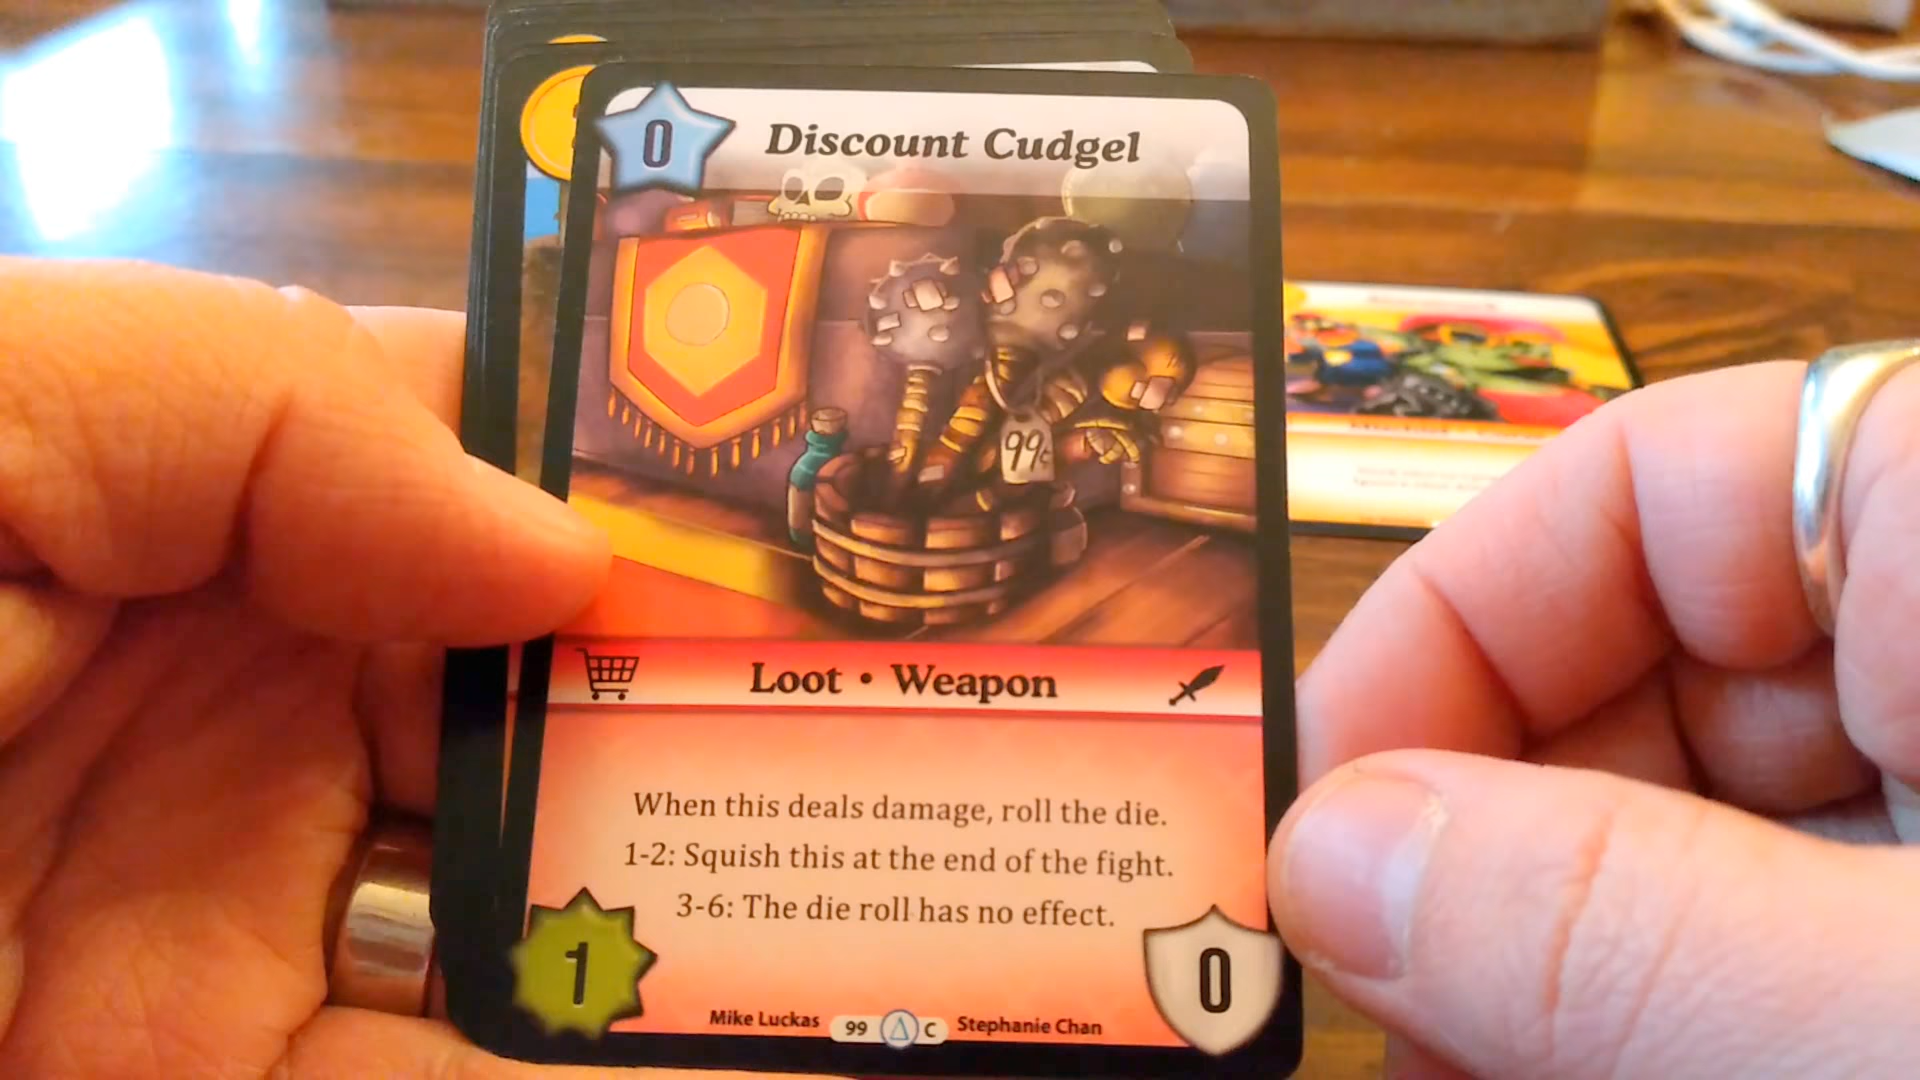 0
Discount Cudgel
99¢
Loot • Weapon
When this deals damage, roll the die.
1-2: Squish this at the end of the fight.
3-6: The die roll has no effect.
1
0
Mike Luckas 99 C Stephanie Chan